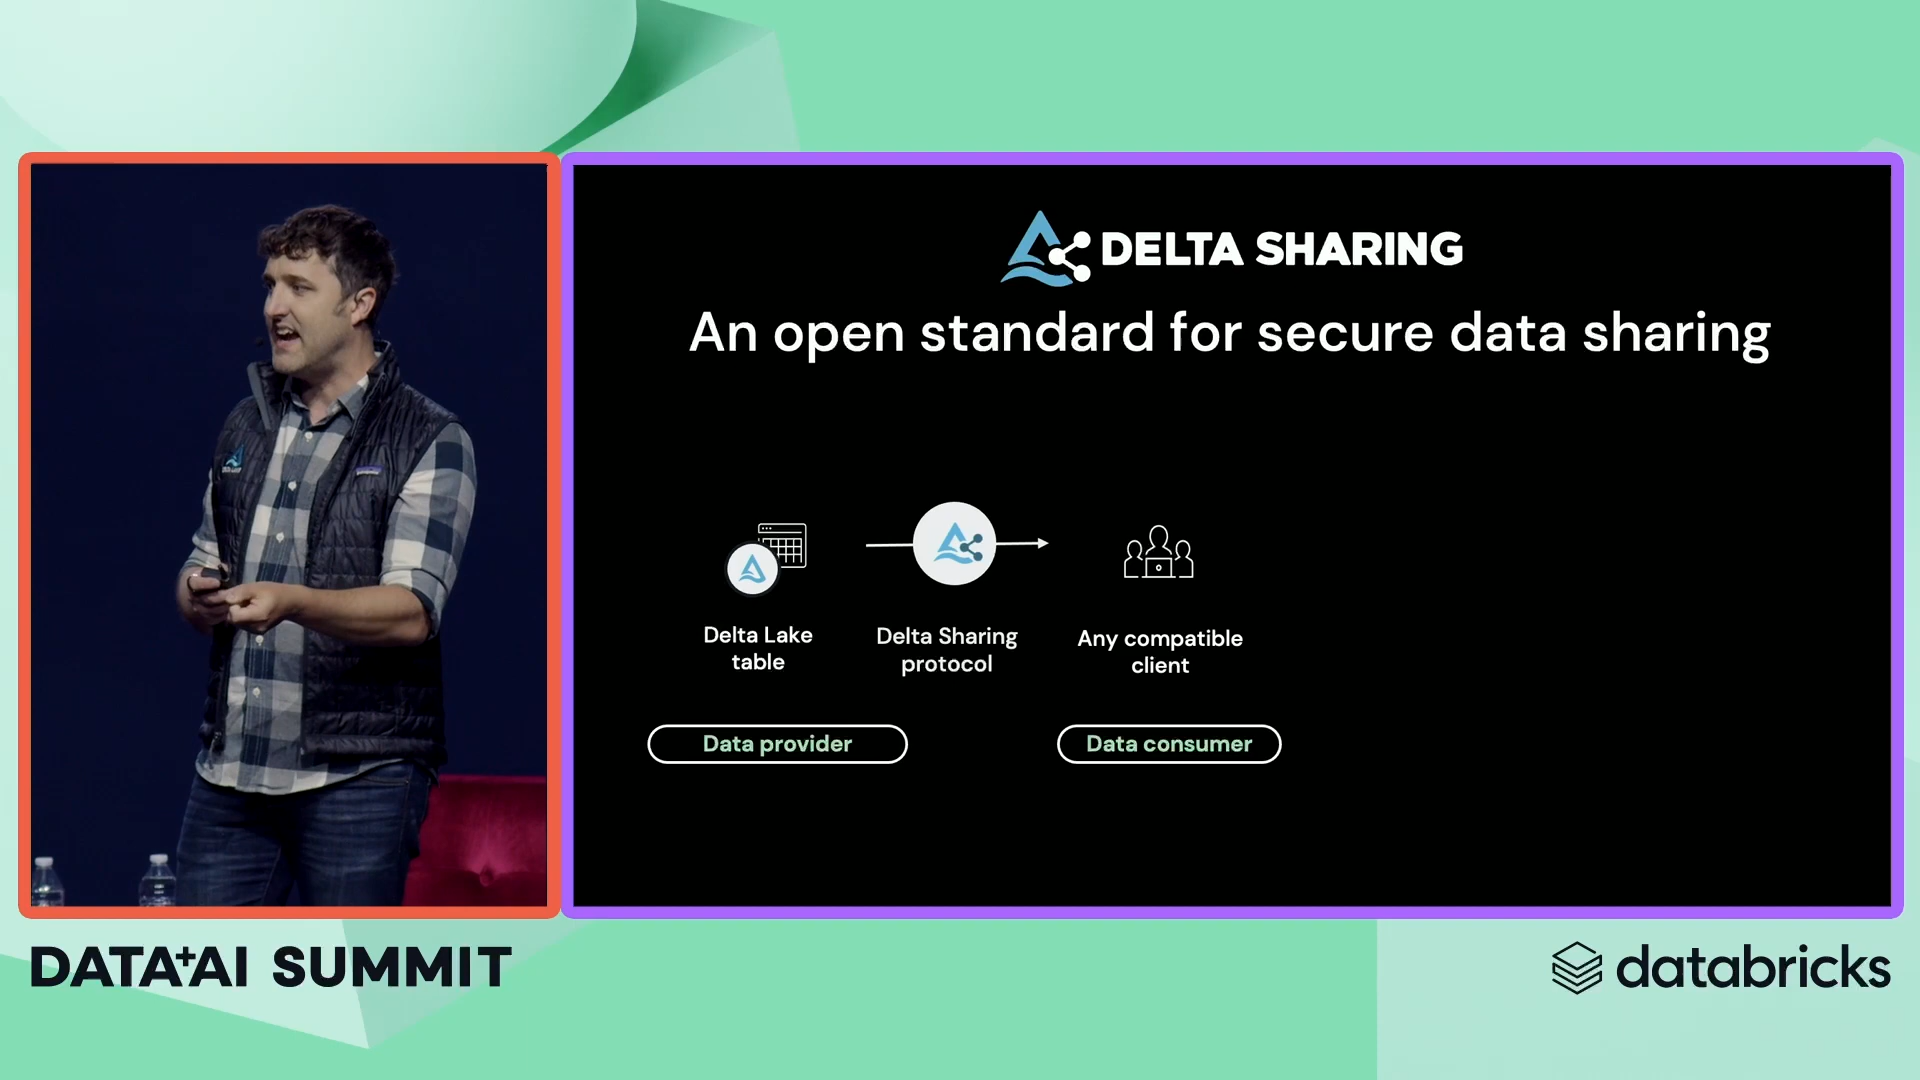 DELTA SHARING
An open standard for secure data sharing
Delta Lake
table
Delta Sharing
protocol
Any compatible
client
Data provider
Data consumer
DATA+AI SUMMIT
databricks